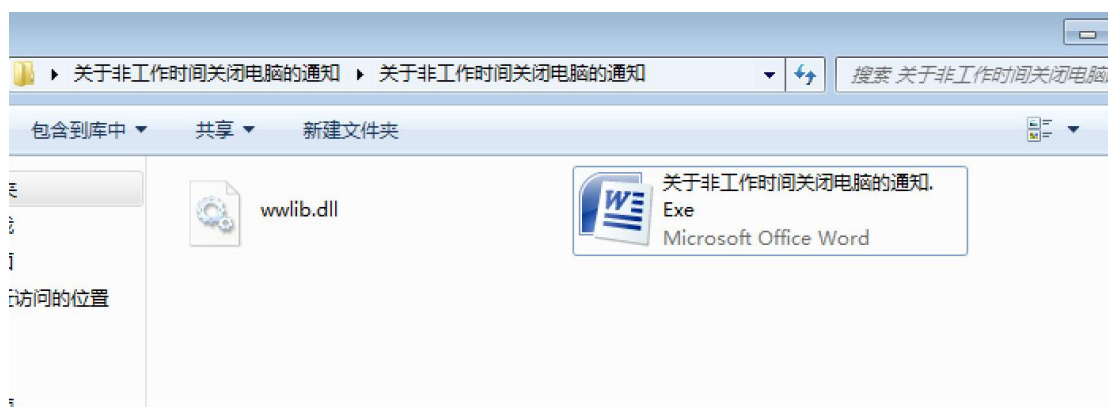 关于非工作时间关闭电脑的通知 关于非工作时间关闭电脑的通知 搜索 关于非工作时间关闭电脑
包含到库中 共享 新建文件夹
wwlib.dll
关于非工作时间关闭电脑的通知.
Exe
Microsoft Office Word
访问的位置